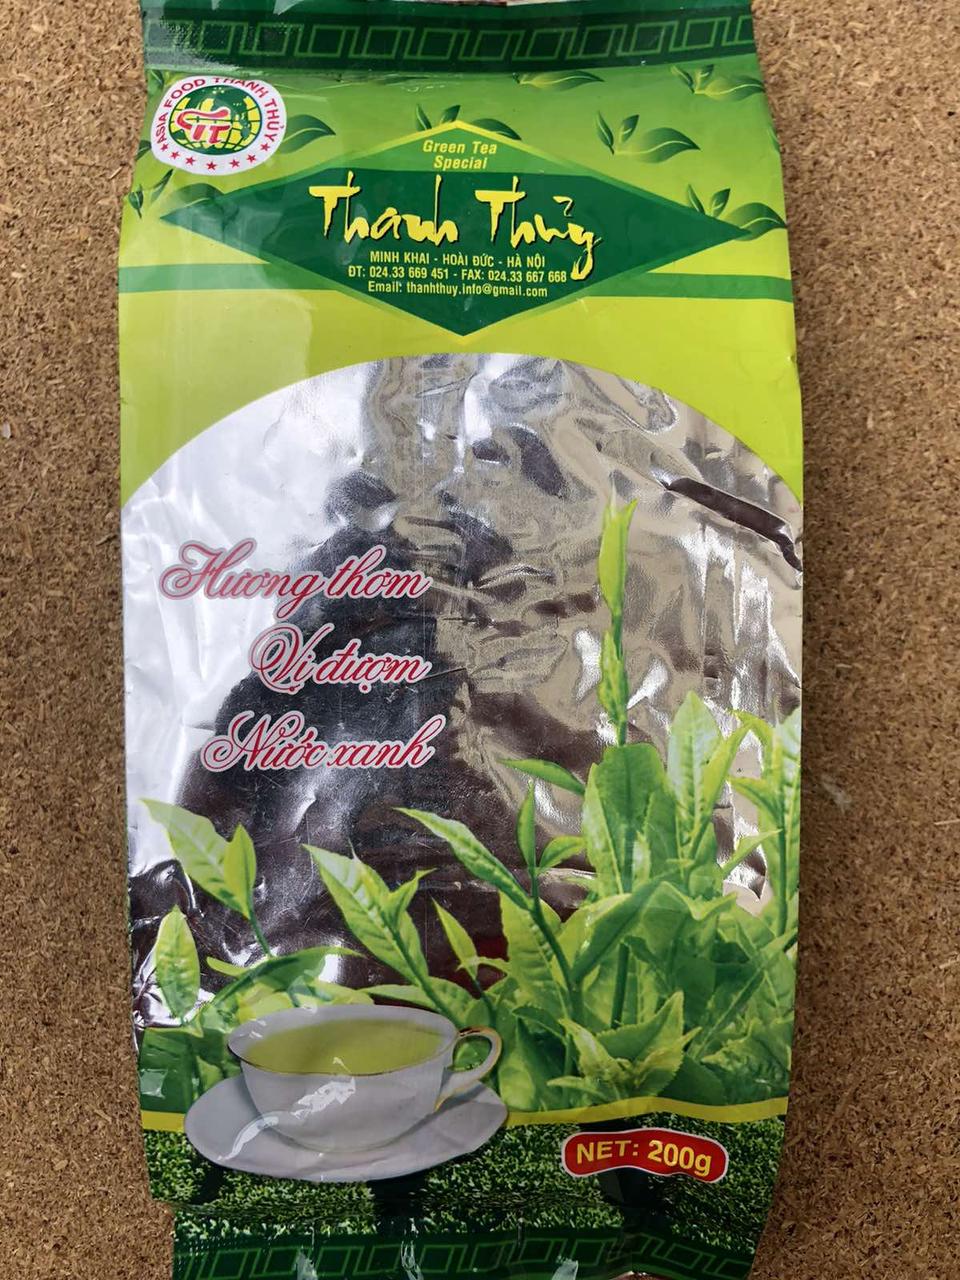 ASIA FOOD THANH THỦY
TT
Green Tea
Special
Thanh Thủy
MINH KHAI - HOÀI ĐỨC - HÀ NỘI
ĐT: 024.33 669 451 - FAX: 024.33 667 668
Email: thanhthuy.info@gmail.com
Hương thơm
Vị đượm
Nước xanh
NET: 200g